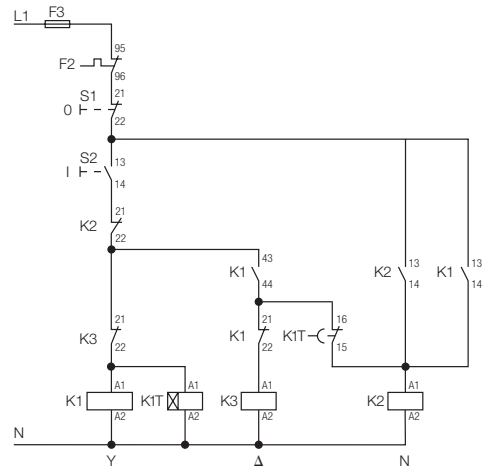 L1 F3
95
F2
96
S1 21
0
22
S2 13 13 13
I
14 K2 K1
14 14
21
K2
22
43
K1
44
21 21 16
K3 K1 K1T
22 22 15
A1 A1 A1 A1
K1 K1T K3 K2
A2 A2 A2 A2
N
Y Δ N